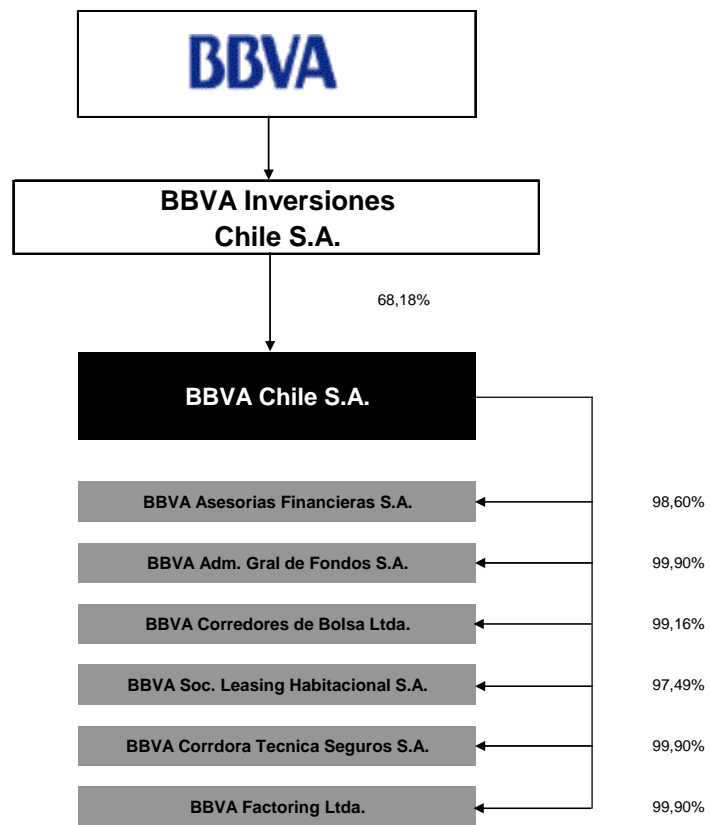 BBVA
BBVA Inversiones
Chile S.A.
68,18%
BBVA Chile S.A.
BBVA Asesorias Financieras S.A.
98,60%
BBVA Adm. Gral de Fondos S.A.
99,90%
BBVA Corredores de Bolsa Ltda.
99,16%
BBVA Soc. Leasing Habitacional S.A.
97,49%
BBVA Corrdora Tecnica Seguros S.A.
99,90%
BBVA Factoring Ltda.
99,90%